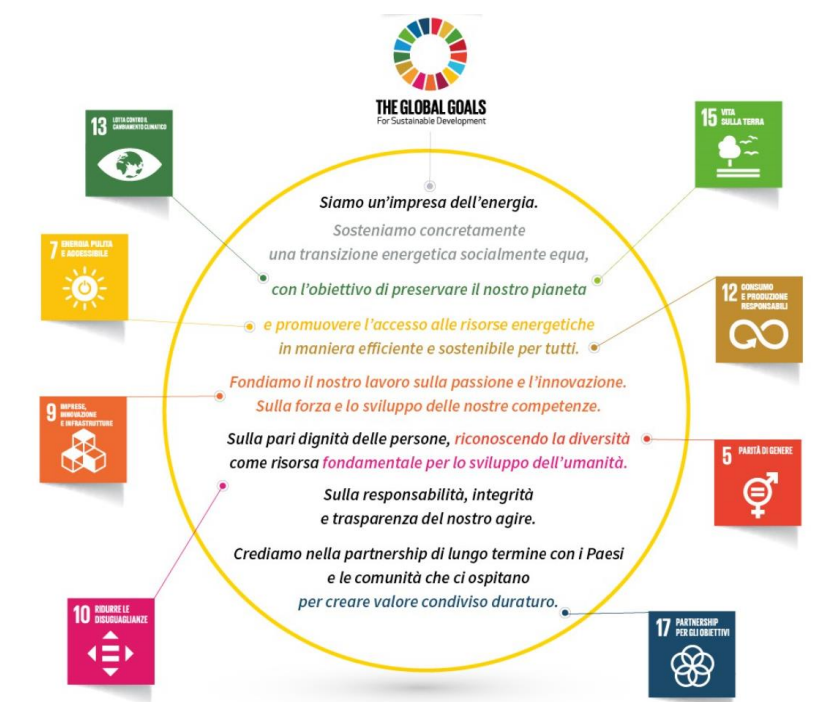 THE GLOBAL GOALS
For Sustainable Development
13 LOTTA CONTRO IL
CAMBIAMENTO CLIMATICO
15 VITA
SULLA TERRA
Siamo un'impresa dell'energia.
Sosteniamo concretamente
una transizione energetica socialmente equa,
con l'obiettivo di preservare il nostro pianeta
7 ENERGIA PULITA
E ACCESSIBILE
12 CONSUMO
E PRODUZIONE
RESPONSABILI
e promuovere l'accesso alle risorse energetiche
in maniera efficiente e sostenibile per tutti.
Fondiamo il nostro lavoro sulla passione e l'innovazione.
Sulla forza e lo sviluppo delle nostre competenze.
9 IMPRESE,
INNOVAZIONE
E INFRASTRUTTURE
Sulla pari dignità delle persone, riconoscendo la diversità
come risorsa fondamentale per lo sviluppo dell'umanità.
5 PARITÀ DI GENERE
Sulla responsabilità, integrità
e trasparenza del nostro agire.
Crediamo nella partnership di lungo termine con i Paesi
e le comunità che ci ospitano
per creare valore condiviso duraturo.
10 RIDURRE LE
DISUGUAGLIANZE
17 PARTNERSHIP
PER GLI OBIETTIVI